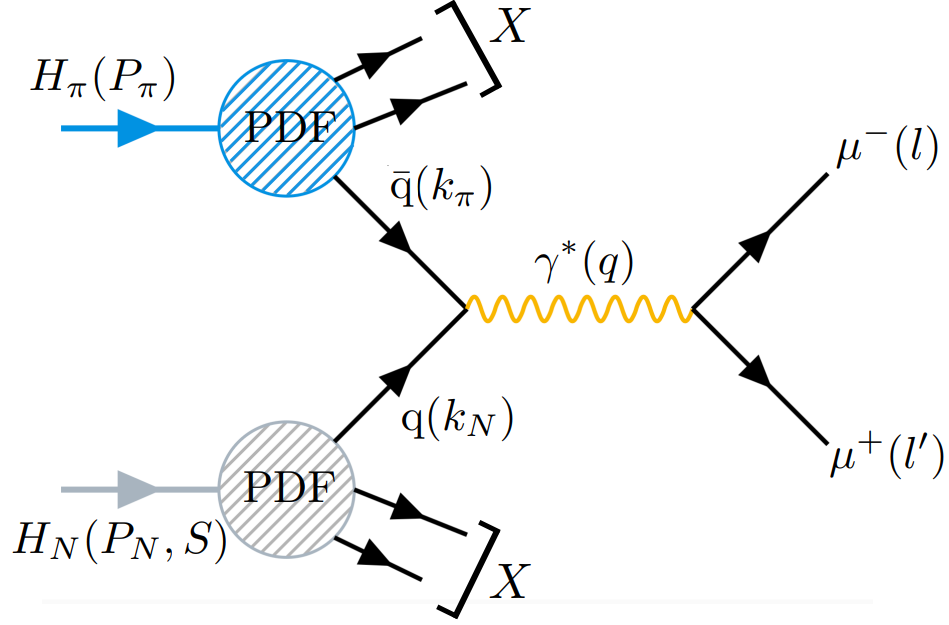 X
H_π(P_π)
PDF
q̄(k_π)
μ⁻(l)
γ*(q)
q(k_N)
μ⁺(l′)
PDF
H_N(P_N, S)
X